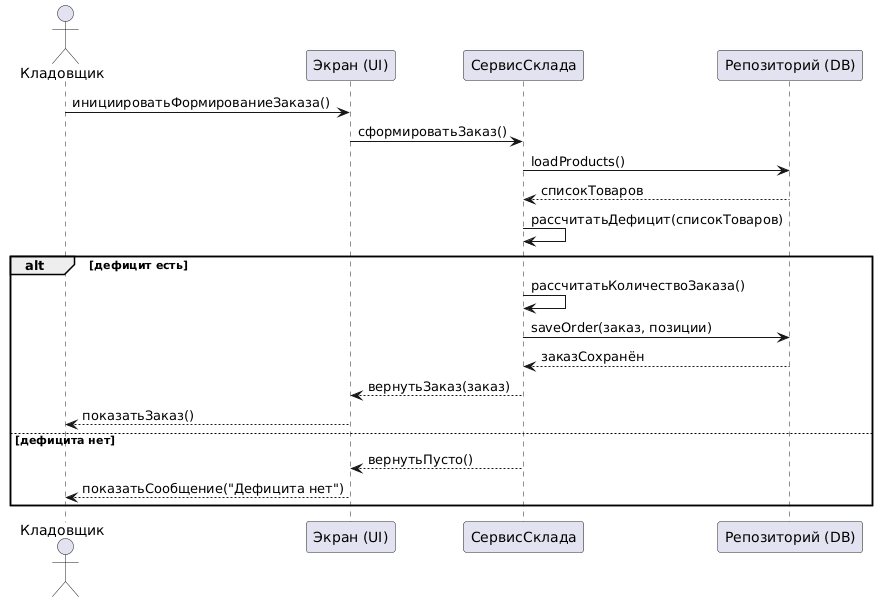 Кладовщик
Экран (UI)
СервисСклада
Репозиторий (DB)
инициироватьФормированиеЗаказа()
сформироватьЗаказ()
loadProducts()
списокТоваров
рассчитатьДефицит(списокТоваров)
alt
[дефицит есть]
рассчитатьКоличествоЗаказа()
saveOrder(заказ, позиции)
заказСохранён
вернутьЗаказ(заказ)
показатьЗаказ()
[дефицита нет]
вернутьПусто()
показатьСообщение("Дефицита нет")
Кладовщик
Экран (UI)
СервисСклада
Репозиторий (DB)